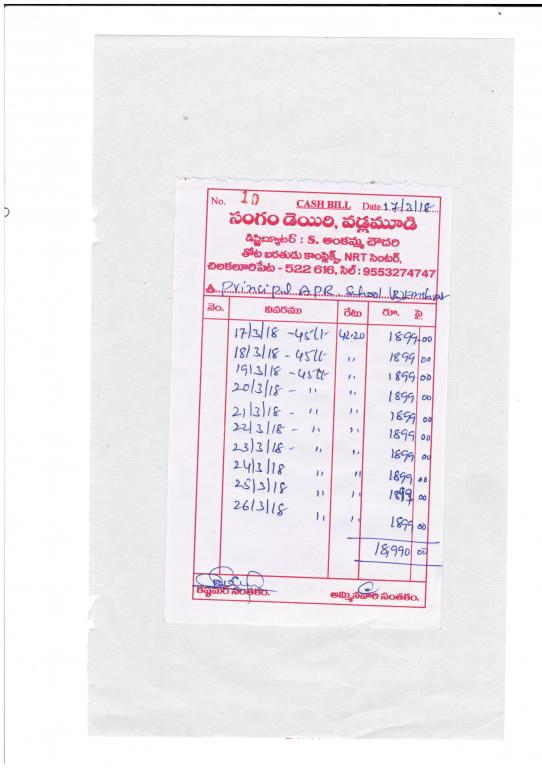 No. 10 CASH BILL Date 17/3/18
సంగం డెయిరి, వడ్లమూడి
డిస్ట్రిబ్యూటర్ : S. అంకమ్మ చౌదరి
తోట బరతుడు కాంప్లెక్స్, NRT సెంటర్,
చిలకలూరిపేట - 522 616, సెల్ : 9553274747
శ్రీ Principal APR School
నెం. వివరము రేటు రూ. పై
17/3/18 - 45 Lt 42.20 1899-00
18/3/18 - 45 Lt " 1899 00
19/3/18 - 45 Lt " 1899 00
20/3/18 - " " 1899 00
21/3/18 - " " 1899 00
22/3/18 - " " 1899 00
23/3/18 - " " 1899 00
24/3/18 " " 1899 00
25/3/18 " " 1899 00
26/3/18 " " 1899 00
18,990 00
కస్టమర్ సంతకం. అమ్మినవారి సంతకం.